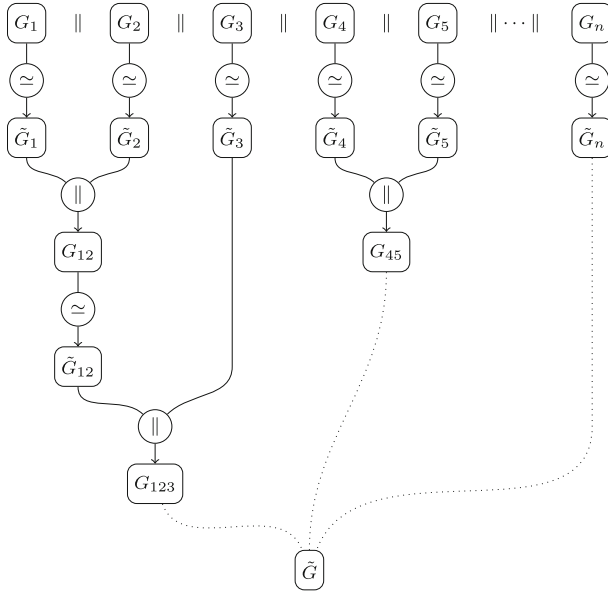 G₁ ∥ G₂ ∥ G₃ ∥ G₄ ∥ G₅ ∥ ⋯ ∥ Gₙ
≃ ≃ ≃ ≃ ≃ ≃
G̃₁ G̃₂ G̃₃ G̃₄ G̃₅ G̃ₙ
∥ ∥
G₁₂ G₄₅
≃
G̃₁₂
∥
G₁₂₃
G̃